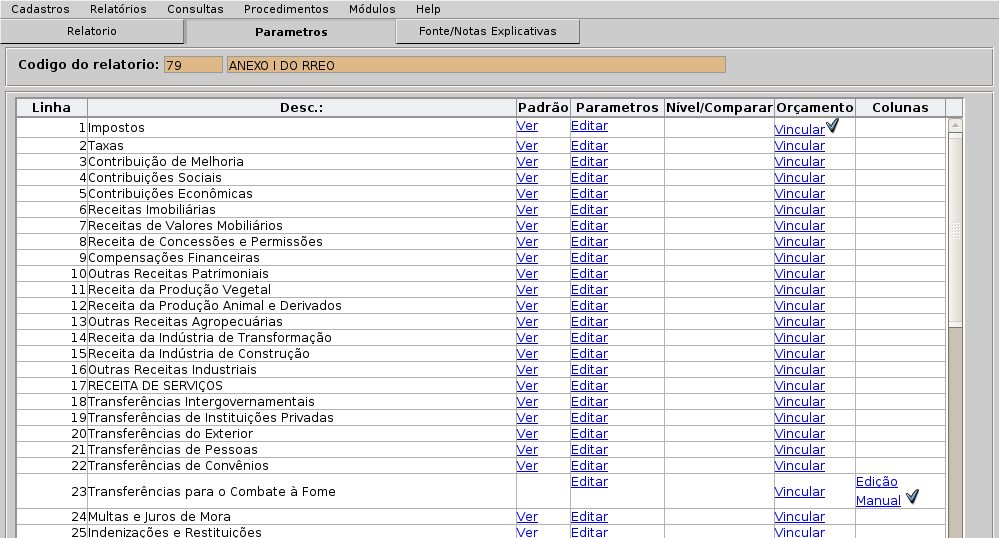 Cadastros Relatórios Consultas Procedimentos Módulos Help
Relatorio Parametros Fonte/Notas Explicativas
Codigo do relatorio: 79 ANEXO I DO RREO
Linha Desc.: Padrão Parametros Nível/Comparar Orçamento Colunas
1 Impostos Ver Editar Vincular
2 Taxas Ver Editar Vincular
3 Contribuição de Melhoria Ver Editar Vincular
4 Contribuições Sociais Ver Editar Vincular
5 Contribuições Econômicas Ver Editar Vincular
6 Receitas Imobiliárias Ver Editar Vincular
7 Receitas de Valores Mobiliários Ver Editar Vincular
8 Receita de Concessões e Permissões Ver Editar Vincular
9 Compensações Financeiras Ver Editar Vincular
10 Outras Receitas Patrimoniais Ver Editar Vincular
11 Receita da Produção Vegetal Ver Editar Vincular
12 Receita da Produção Animal e Derivados Ver Editar Vincular
13 Outras Receitas Agropecuárias Ver Editar Vincular
14 Receita da Indústria de Transformação Ver Editar Vincular
15 Receita da Indústria de Construção Ver Editar Vincular
16 Outras Receitas Industriais Ver Editar Vincular
17 RECEITA DE SERVIÇOS Ver Editar Vincular
18 Transferências Intergovernamentais Ver Editar Vincular
19 Transferências de Instituições Privadas Ver Editar Vincular
20 Transferências do Exterior Ver Editar Vincular
21 Transferências de Pessoas Ver Editar Vincular
22 Transferências de Convênios Ver Editar Vincular
23 Transferências para o Combate à Fome Editar Vincular Edição
Manual
24 Multas e Juros de Mora Ver Editar Vincular
25 Indenizações e Restituições Ver Editar Vincular